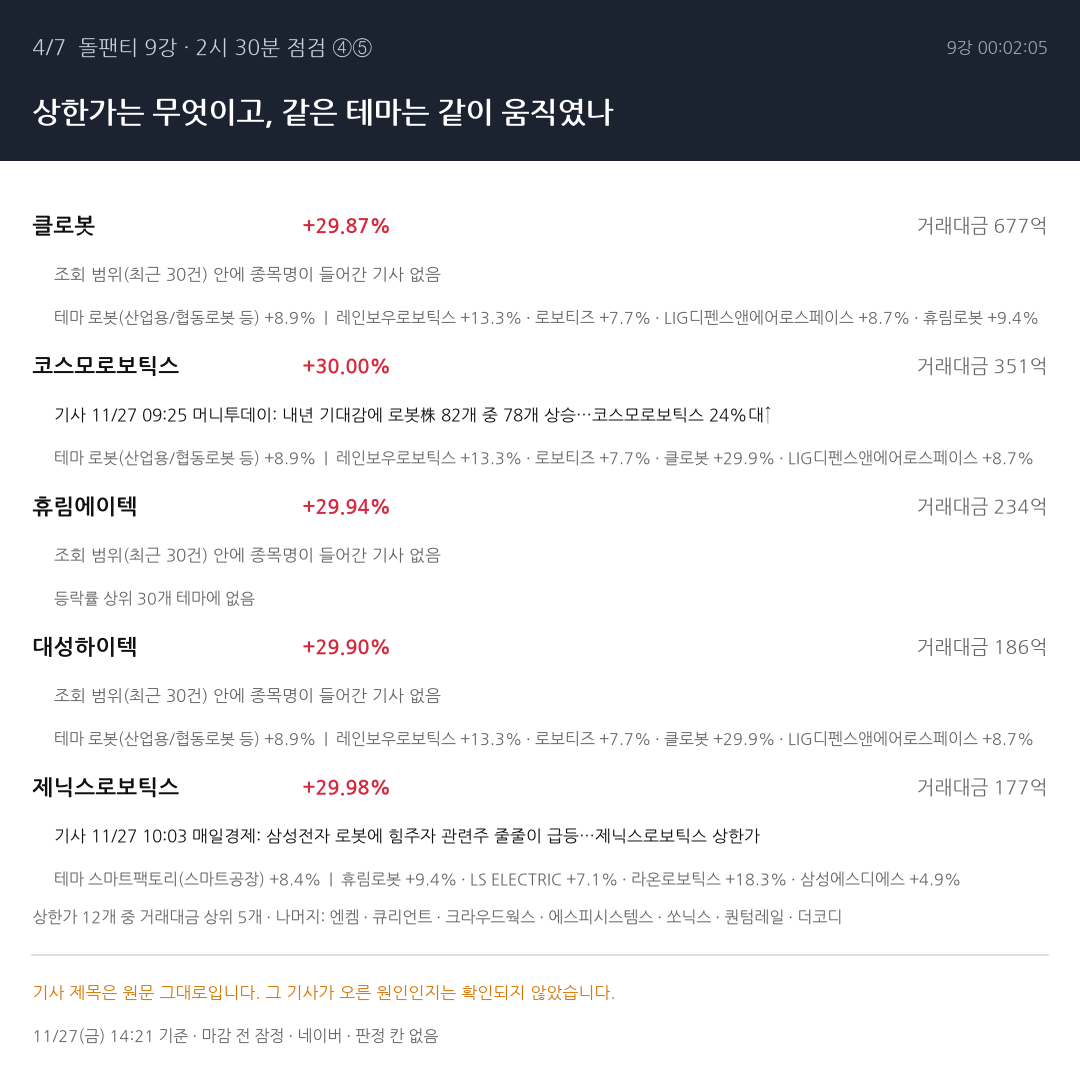 4/7 돌팬티 9강 · 2시 30분 점검 ④⑤
9강 00:02:05
상한가는 무엇이고, 같은 테마는 같이 움직였나
클로봇 +29.87% 거래대금 677억
조회 범위(최근 30건) 안에 종목명이 들어간 기사 없음
테마 로봇(산업용/협동로봇 등) +8.9% | 레인보우로보틱스 +13.3% · 로보티즈 +7.7% · LIG디펜스앤에어로스페이스 +8.7% · 휴림로봇 +9.4%
코스모로보틱스 +30.00% 거래대금 351억
기사 11/27 09:25 머니투데이: 내년 기대감에 로봇株 82개 중 78개 상승…코스모로보틱스 24%대↑
테마 로봇(산업용/협동로봇 등) +8.9% | 레인보우로보틱스 +13.3% · 로보티즈 +7.7% · 클로봇 +29.9% · LIG디펜스앤에어로스페이스 +8.7%
휴림에이텍 +29.94% 거래대금 234억
조회 범위(최근 30건) 안에 종목명이 들어간 기사 없음
등락률 상위 30개 테마에 없음
대성하이텍 +29.90% 거래대금 186억
조회 범위(최근 30건) 안에 종목명이 들어간 기사 없음
테마 로봇(산업용/협동로봇 등) +8.9% | 레인보우로보틱스 +13.3% · 로보티즈 +7.7% · 클로봇 +29.9% · LIG디펜스앤에어로스페이스 +8.7%
제닉스로보틱스 +29.98% 거래대금 177억
기사 11/27 10:03 매일경제: 삼성전자 로봇에 힘주자 관련주 줄줄이 급등…제닉스로보틱스 상한가
테마 스마트팩토리(스마트공장) +8.4% | 휴림로봇 +9.4% · LS ELECTRIC +7.1% · 라온로보틱스 +18.3% · 삼성에스디에스 +4.9%
상한가 12개 중 거래대금 상위 5개 · 나머지: 엔켐 · 큐리언트 · 크라우드웍스 · 에스피시스템스 · 쏘닉스 · 퀀텀레일 · 더코디
기사 제목은 원문 그대로입니다. 그 기사가 오른 원인인지는 확인되지 않았습니다.
11/27(금) 14:21 기준 · 마감 전 잠정 · 네이버 · 판정 칸 없음